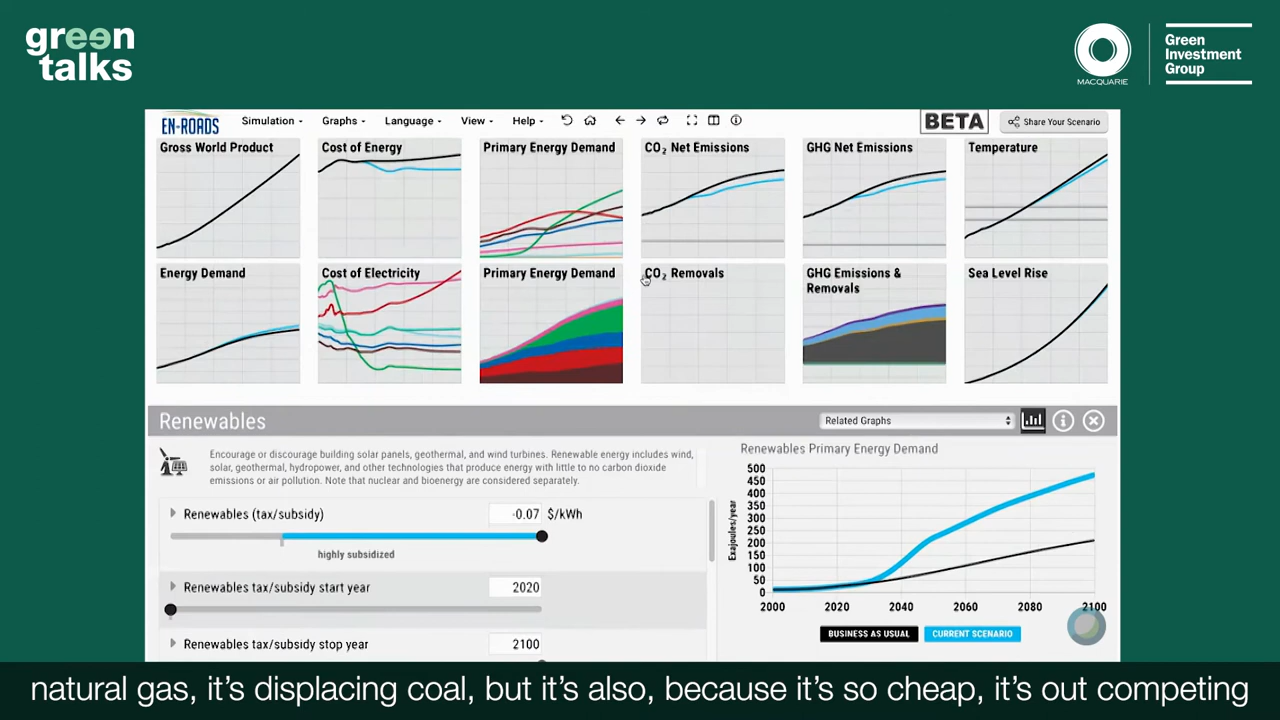 green
talks
MACQUARIE
Green
Investment
Group
EN-ROADS
Simulation
Graphs
Language
View
Help
BETA
Share Your Scenario
Gross World Product
Cost of Energy
Primary Energy Demand
CO₂ Net Emissions
GHG Net Emissions
Temperature
Energy Demand
Cost of Electricity
Primary Energy Demand
CO₂ Removals
GHG Emissions &
Removals
Sea Level Rise
Renewables
Related Graphs
Encourage or discourage building solar panels, geothermal, and wind turbines. Renewable energy includes wind,
solar, geothermal, hydropower, and other technologies that produce energy with little to no carbon dioxide
emissions or air pollution. Note that nuclear and bioenergy are considered separately.
Renewables (tax/subsidy)
-0.07 $/kWh
highly subsidized
Renewables tax/subsidy start year
2020
Renewables tax/subsidy stop year
2100
Renewables Primary Energy Demand
Exajoules/year
500
450
400
350
300
250
200
150
100
50
0
2000
2020
2040
2060
2080
2100
BUSINESS AS USUAL
CURRENT SCENARIO
natural gas, it's displacing coal, but it's also, because it's so cheap, it's out competing